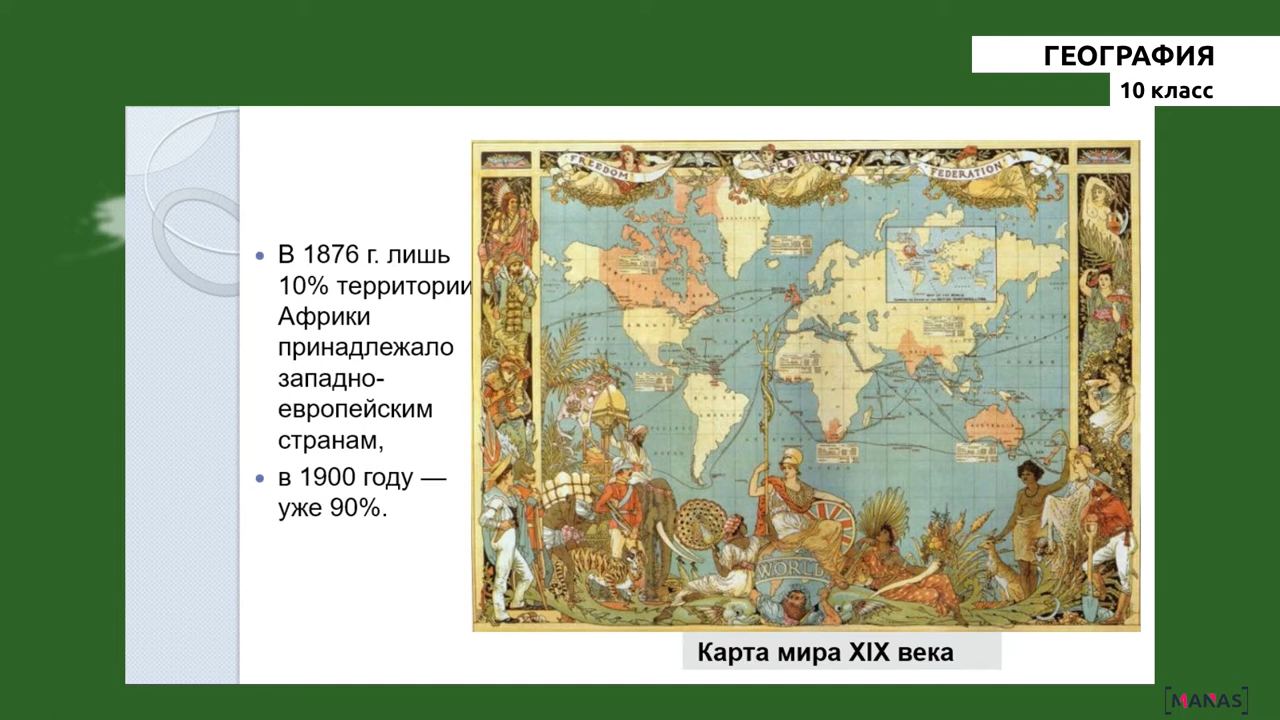 ГЕОГРАФИЯ
10 класс
• В 1876 г. лишь
10% территории
Африки
принадлежало
западно-
европейским
странам,
• в 1900 году —
уже 90%.
FREEDOM
FRATERNITY
FEDERATION
WORLD
Карта мира XIX века
[MANAS]